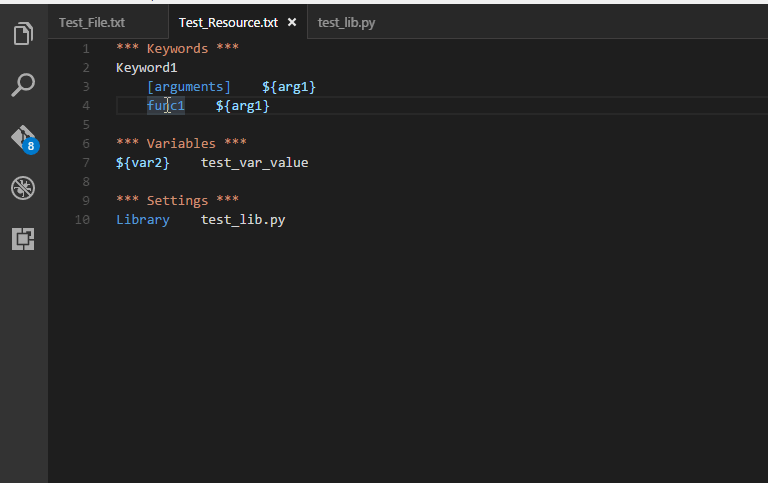 Test_File.txt Test_Resource.txt × test_lib.py
1 *** Keywords ***
2 Keyword1
3 [arguments] ${arg1}
4 func1 ${arg1}
5
6 *** Variables ***
7 ${var2} test_var_value
8
9 *** Settings ***
10 Library test_lib.py
8